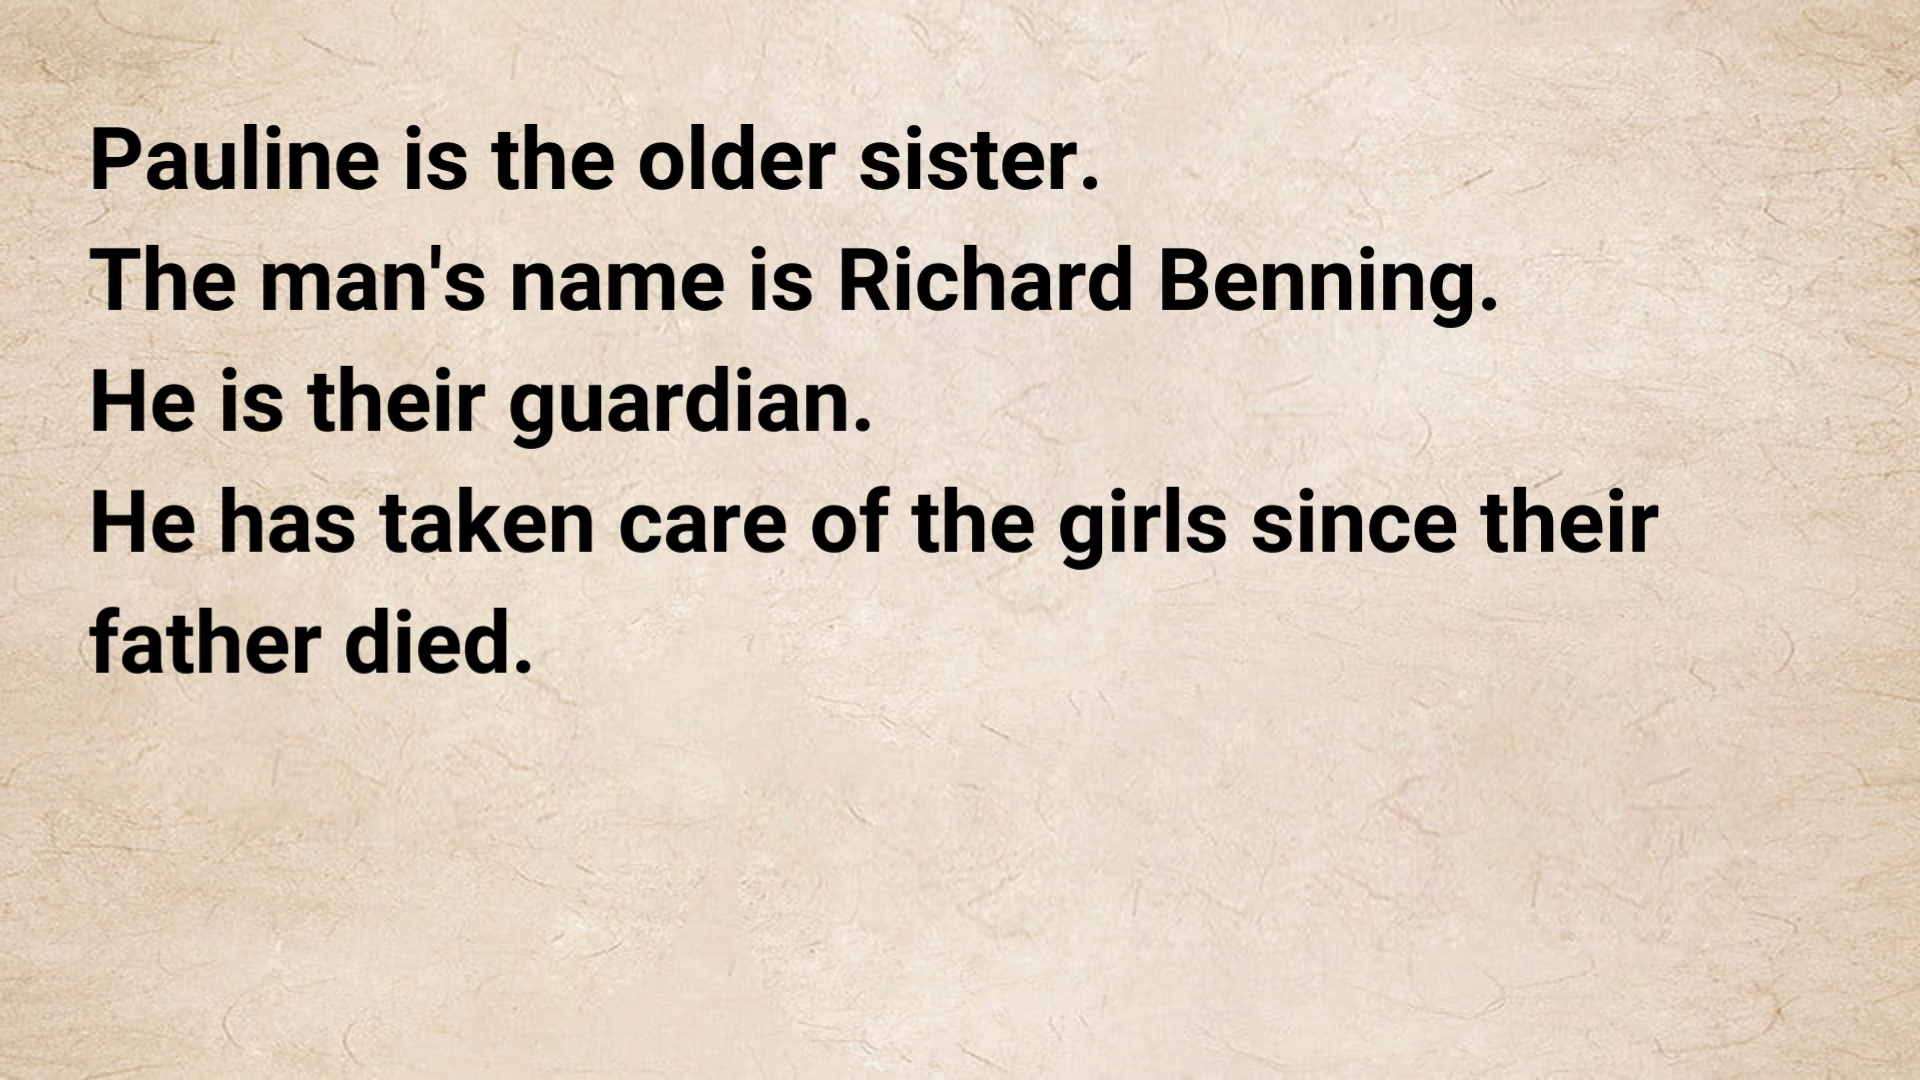 Pauline is the older sister.
The man's name is Richard Benning.
He is their guardian.
He has taken care of the girls since their
father died.